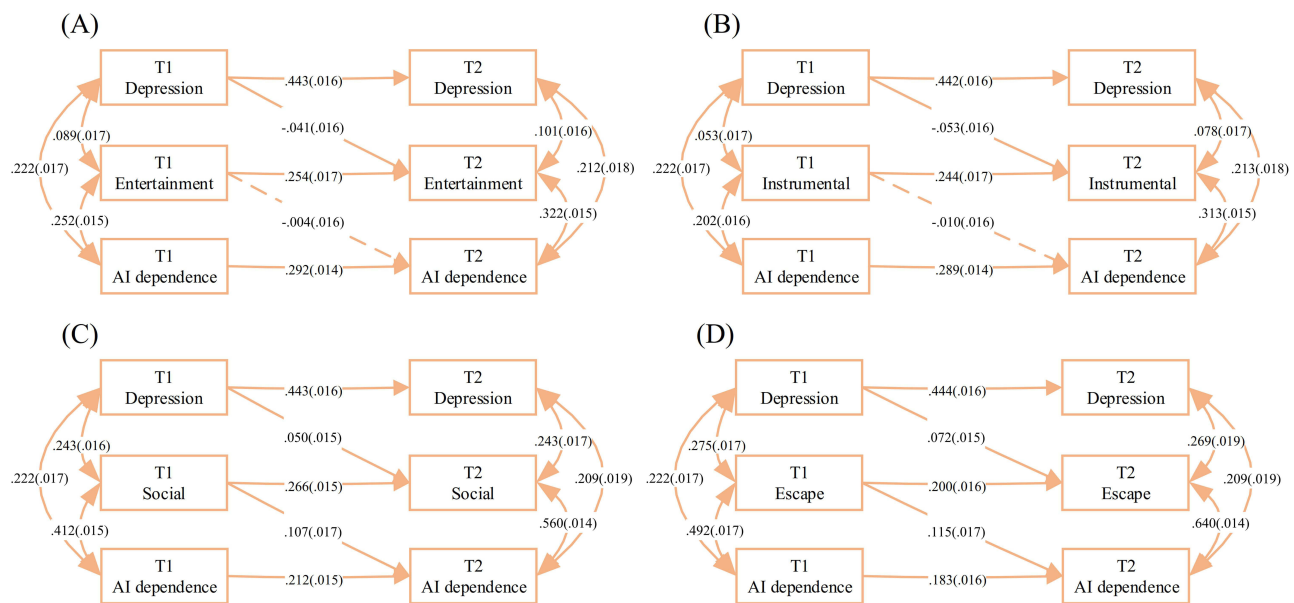 (A)
T1
Depression
T2
Depression
.443(.016)
-.041(.016)
.089(.017)
.101(.016)
.222(.017)
T1
Entertainment
.254(.017)
T2
Entertainment
.212(.018)
.252(.015)
-.004(.016)
.322(.015)
T1
AI dependence
.292(.014)
T2
AI dependence
(B)
T1
Depression
T2
Depression
.442(.016)
-.053(.016)
.053(.017)
.078(.017)
.222(.017)
T1
Instrumental
.244(.017)
T2
Instrumental
.213(.018)
.202(.016)
-.010(.016)
.313(.015)
T1
AI dependence
.289(.014)
T2
AI dependence
(C)
T1
Depression
T2
Depression
.443(.016)
.050(.015)
.243(.016)
.243(.017)
.222(.017)
T1
Social
.266(.015)
T2
Social
.209(.019)
.412(.015)
.107(.017)
.560(.014)
T1
AI dependence
.212(.015)
T2
AI dependence
(D)
T1
Depression
T2
Depression
.444(.016)
.072(.015)
.275(.017)
.269(.019)
.222(.017)
T1
Escape
.200(.016)
T2
Escape
.209(.019)
.492(.017)
.115(.017)
.640(.014)
T1
AI dependence
.183(.016)
T2
AI dependence